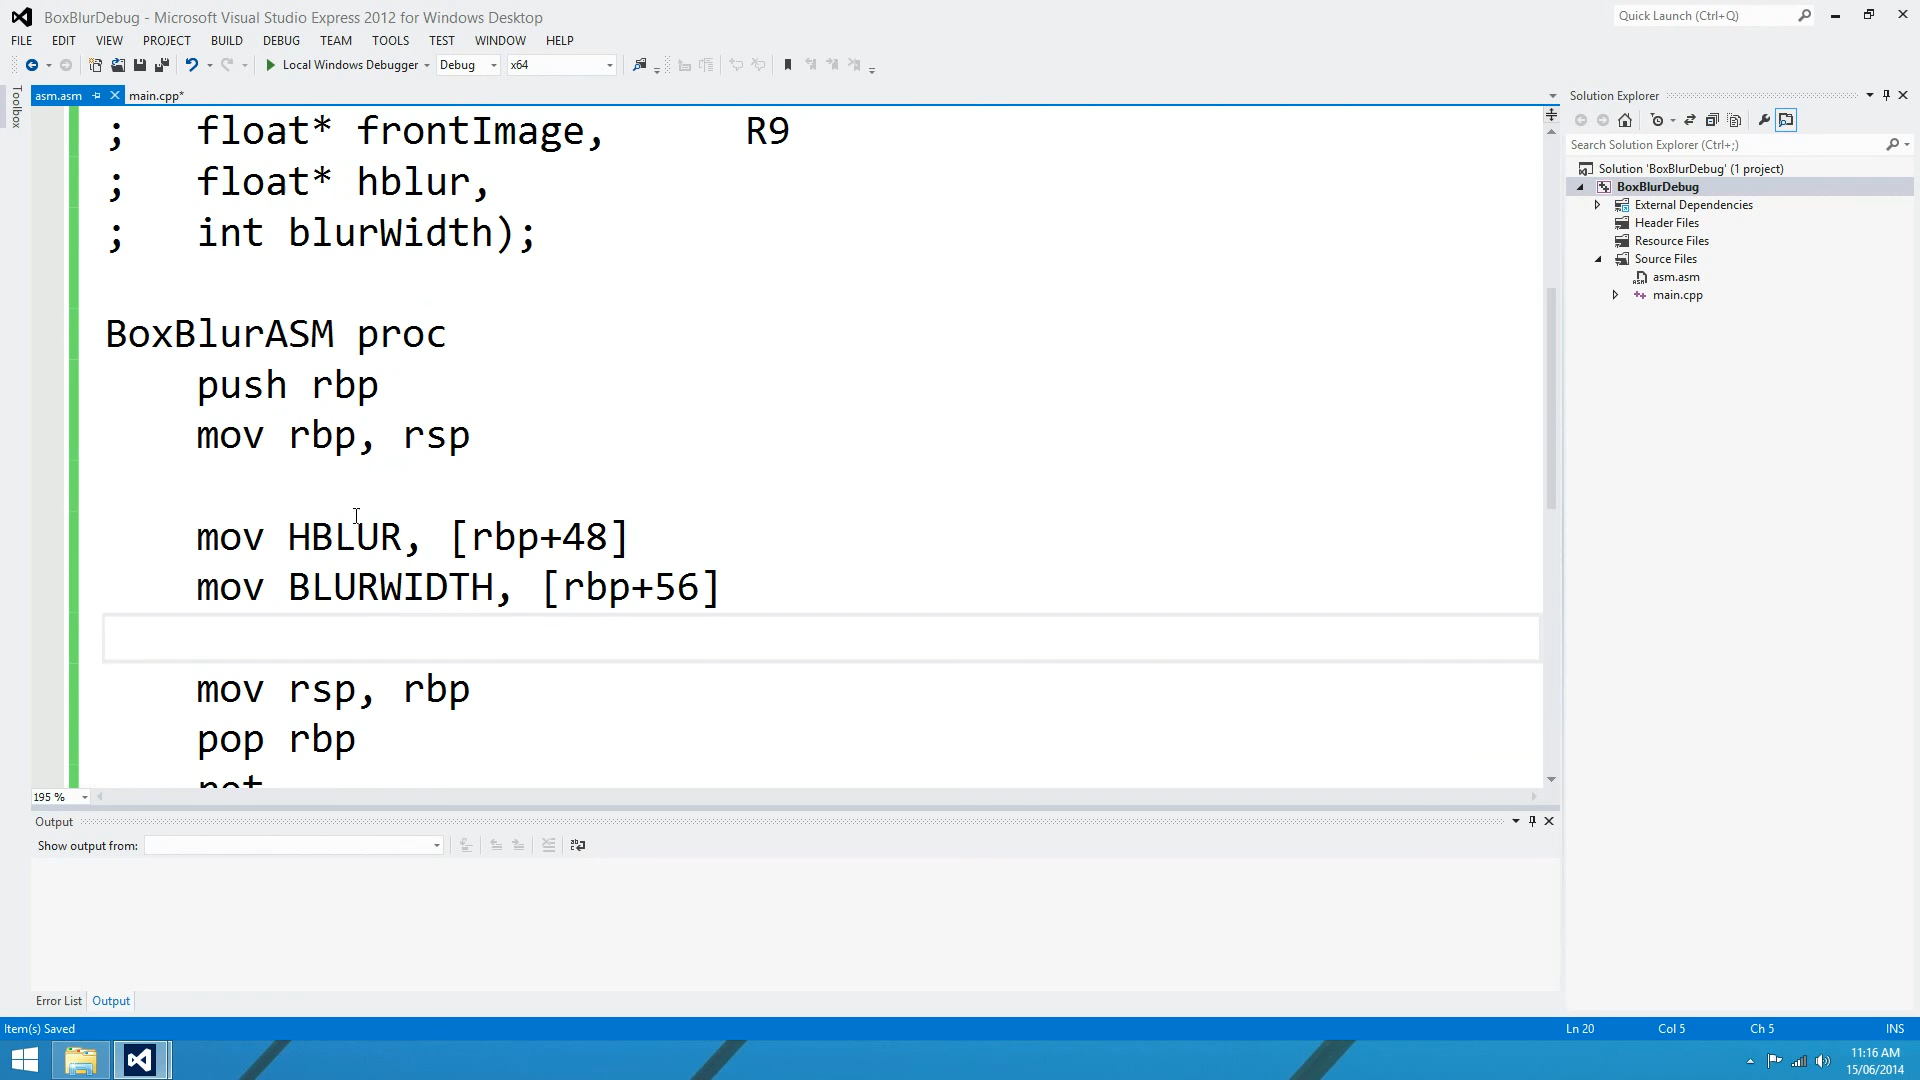 BoxBlurDebug - Microsoft Visual Studio Express 2012 for Windows Desktop
Quick Launch (Ctrl+Q)
FILE EDIT VIEW PROJECT BUILD DEBUG TEAM TOOLS TEST WINDOW HELP
Local Windows Debugger Debug x64
Toolbox
asm.asm main.cpp*
; float* frontImage, R9
; float* hblur,
; int blurWidth);
BoxBlurASM proc
push rbp
mov rbp, rsp
mov HBLUR, [rbp+48]
mov BLURWIDTH, [rbp+56]
mov rsp, rbp
pop rbp
195 %
Output
Show output from:
Error List Output
Solution Explorer
Search Solution Explorer (Ctrl+;)
Solution 'BoxBlurDebug' (1 project)
BoxBlurDebug
External Dependencies
Header Files
Resource Files
Source Files
asm.asm
main.cpp
Item(s) Saved
Ln 20 Col 5 Ch 5 INS
11:16 AM
15/06/2014